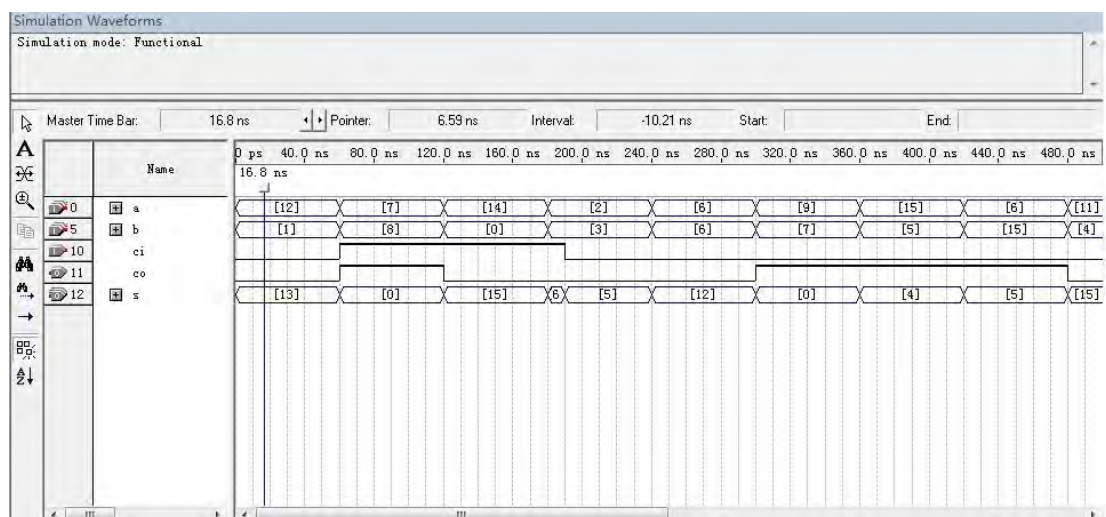 Simulation Waveforms
Simulation mode: Functional
Master Time Bar: 16.8 ns Pointer: 6.59 ns Interval: -10.21 ns Start: End:
Name
0 ps 40.0 ns 80.0 ns 120.0 ns 160.0 ns 200.0 ns 240.0 ns 280.0 ns 320.0 ns 360.0 ns 400.0 ns 440.0 ns 480.0 ns
16.8 ns
0 a [12] [7] [14] [2] [6] [9] [15] [6] [11]
5 b [1] [8] [0] [3] [6] [7] [5] [15] [4]
10 ci
11 co
12 s [13] [0] [15] 6 [5] [12] [0] [4] [5] [15]